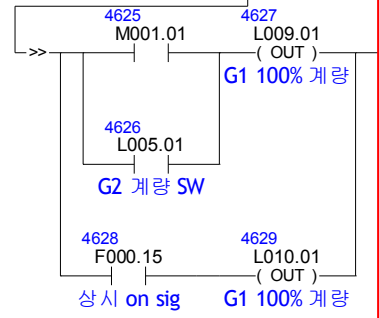 4625 4627
M001.01 L009.01
>> ( OUT )
G1 100% 계량
4626
L005.01
G2 계량 SW
4628 4629
F000.15 L010.01
( OUT )
상시 on sig G1 100% 계량